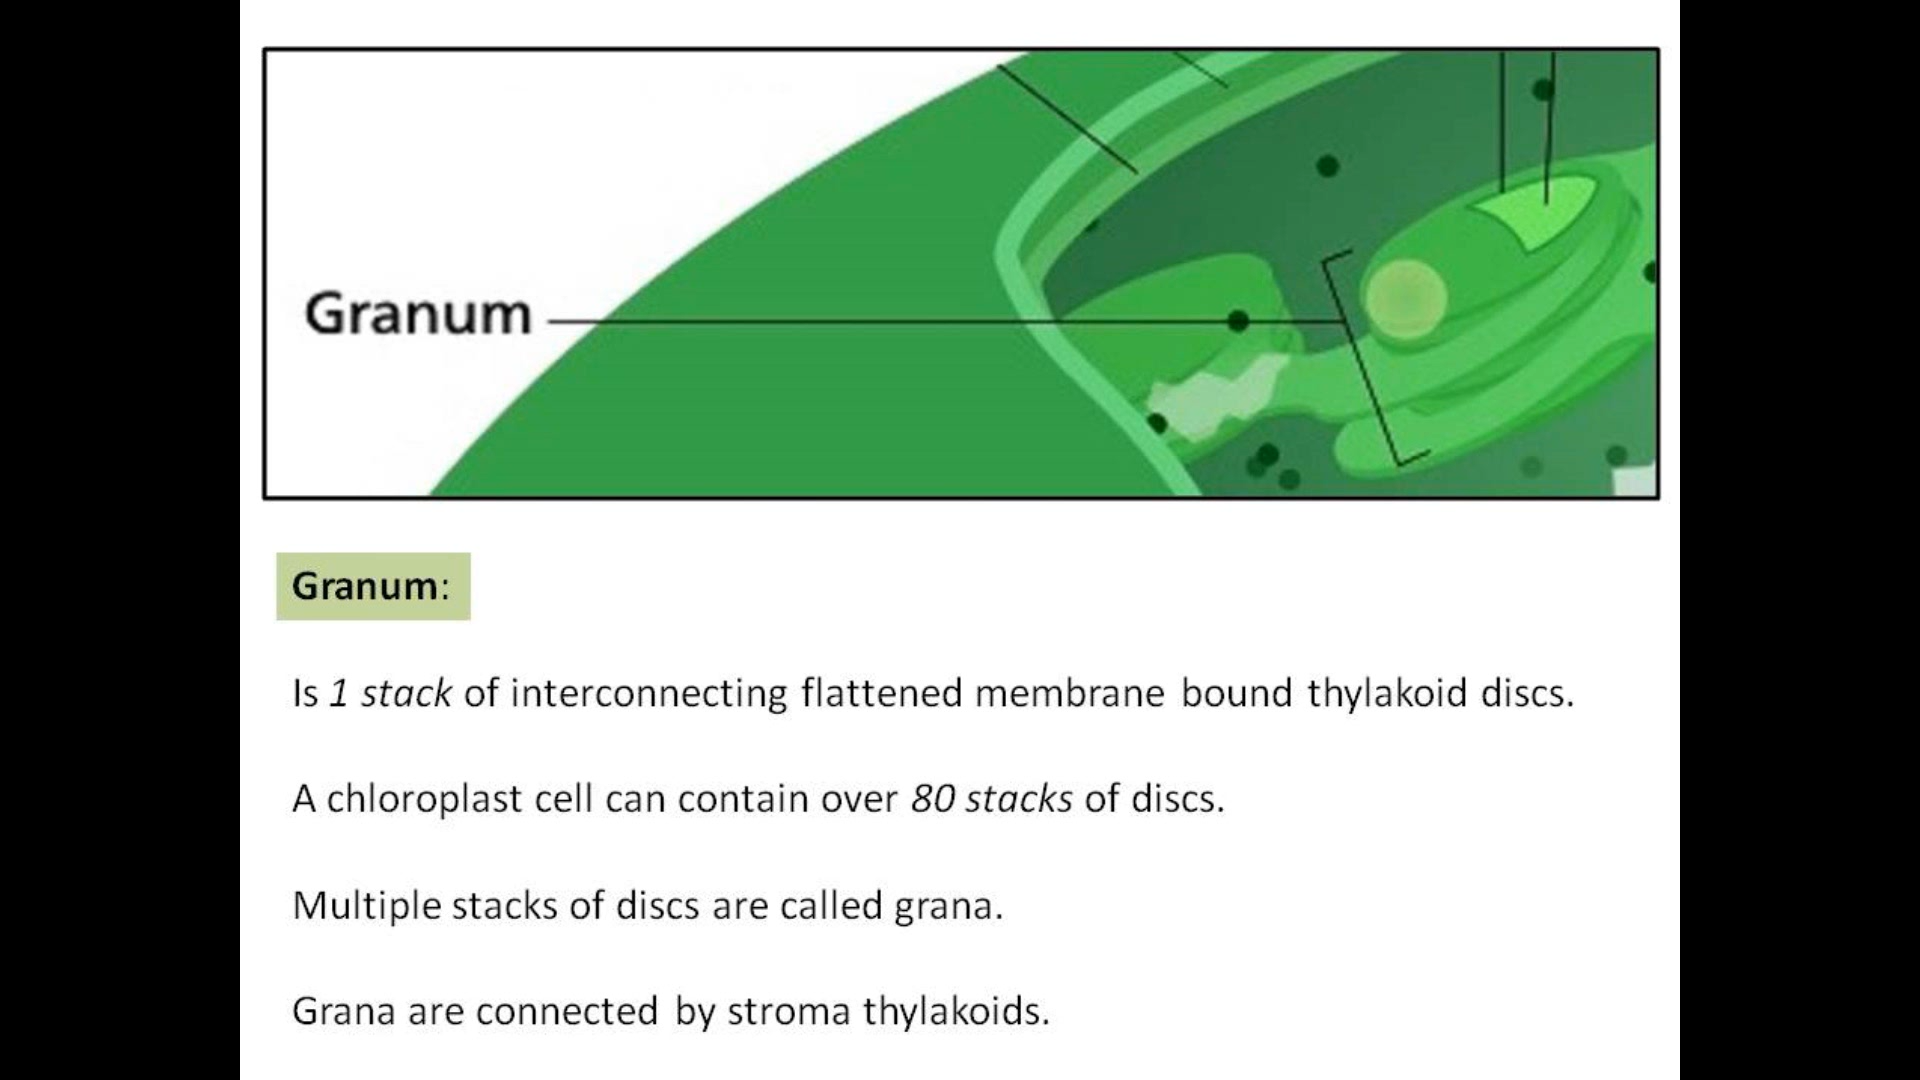 Granum
Granum:
Is 1 stack of interconnecting flattened membrane bound thylakoid discs.
A chloroplast cell can contain over 80 stacks of discs.
Multiple stacks of discs are called grana.
Grana are connected by stroma thylakoids.